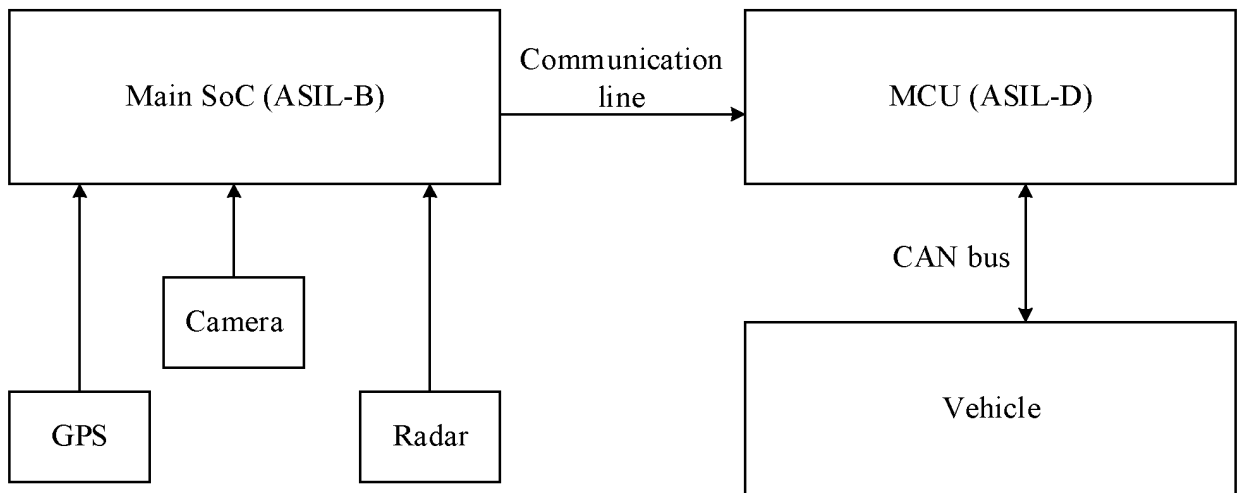 Main SoC (ASIL-B)
Communication
line
MCU (ASIL-D)
CAN bus
Camera
GPS
Radar
Vehicle